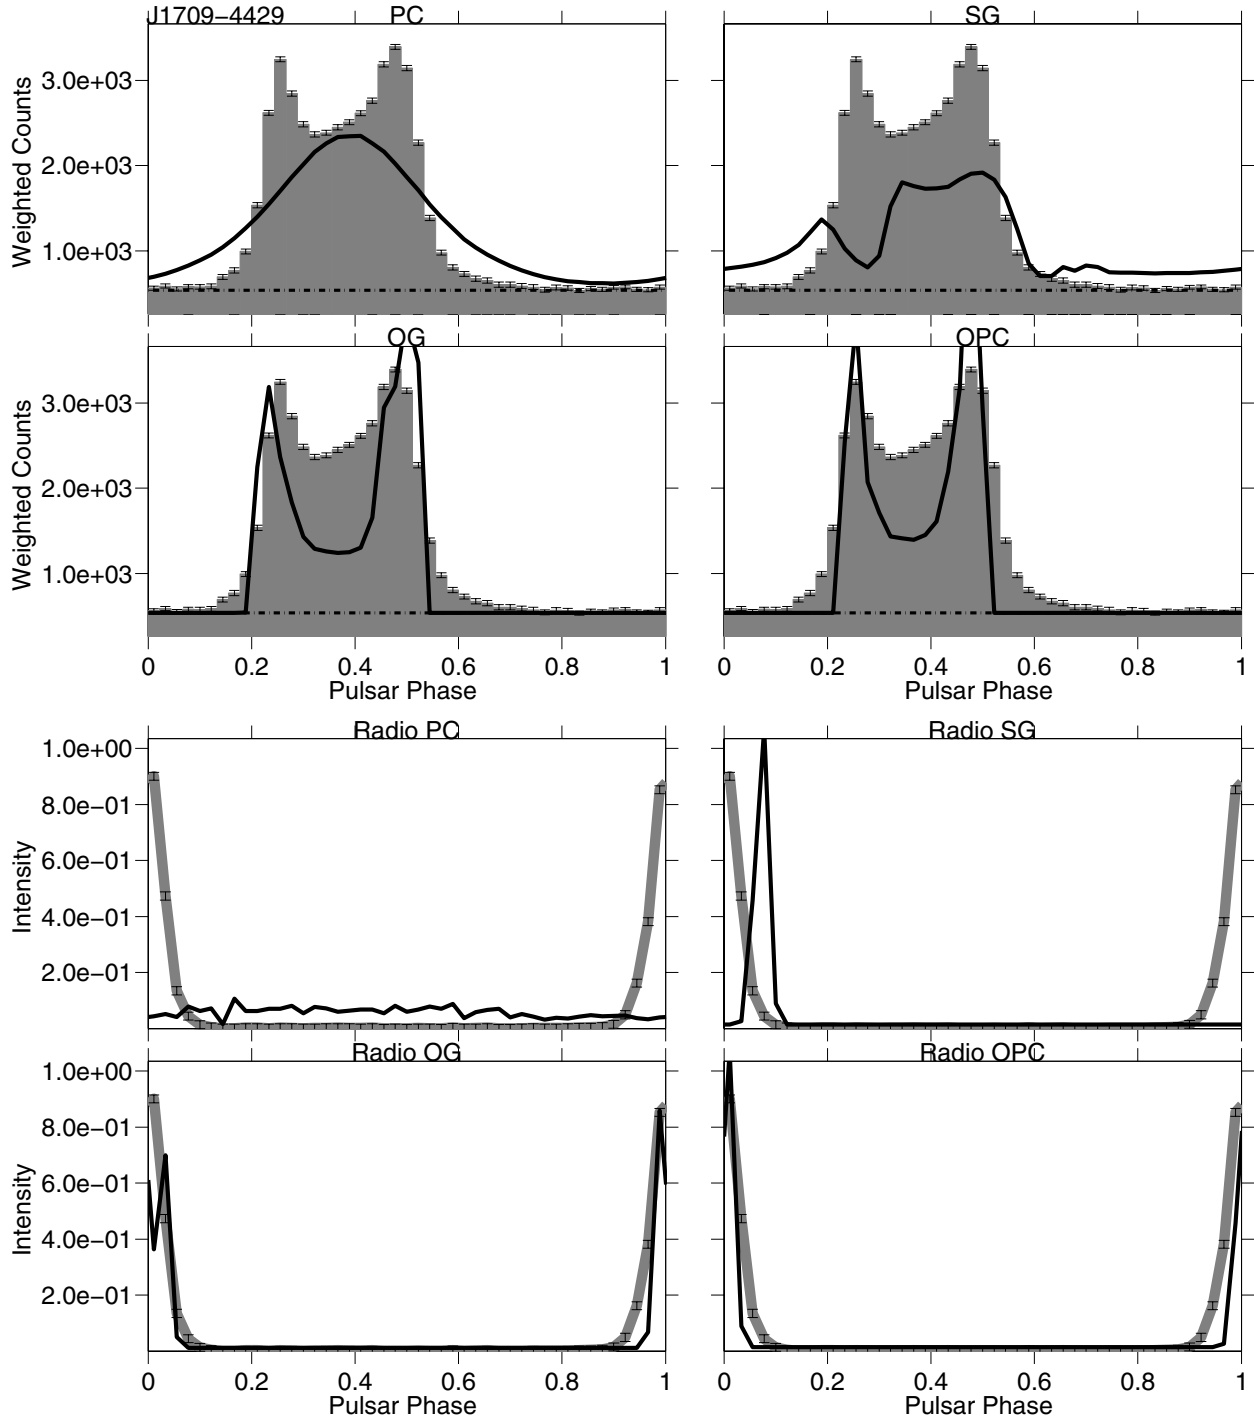 J1709−4429
PC
SG
Weighted Counts
3.0e+03
2.0e+03
1.0e+03
OG
OPC
Weighted Counts
3.0e+03
2.0e+03
1.0e+03
0 0.2 0.4 0.6 0.8 1
0 0.2 0.4 0.6 0.8 1
Pulsar Phase
Pulsar Phase
Radio PC
Radio SG
Intensity
1.0e+00
8.0e−01
6.0e−01
4.0e−01
2.0e−01
Radio OG
Radio OPC
Intensity
1.0e+00
8.0e−01
6.0e−01
4.0e−01
2.0e−01
0 0.2 0.4 0.6 0.8 1
0 0.2 0.4 0.6 0.8 1
Pulsar Phase
Pulsar Phase